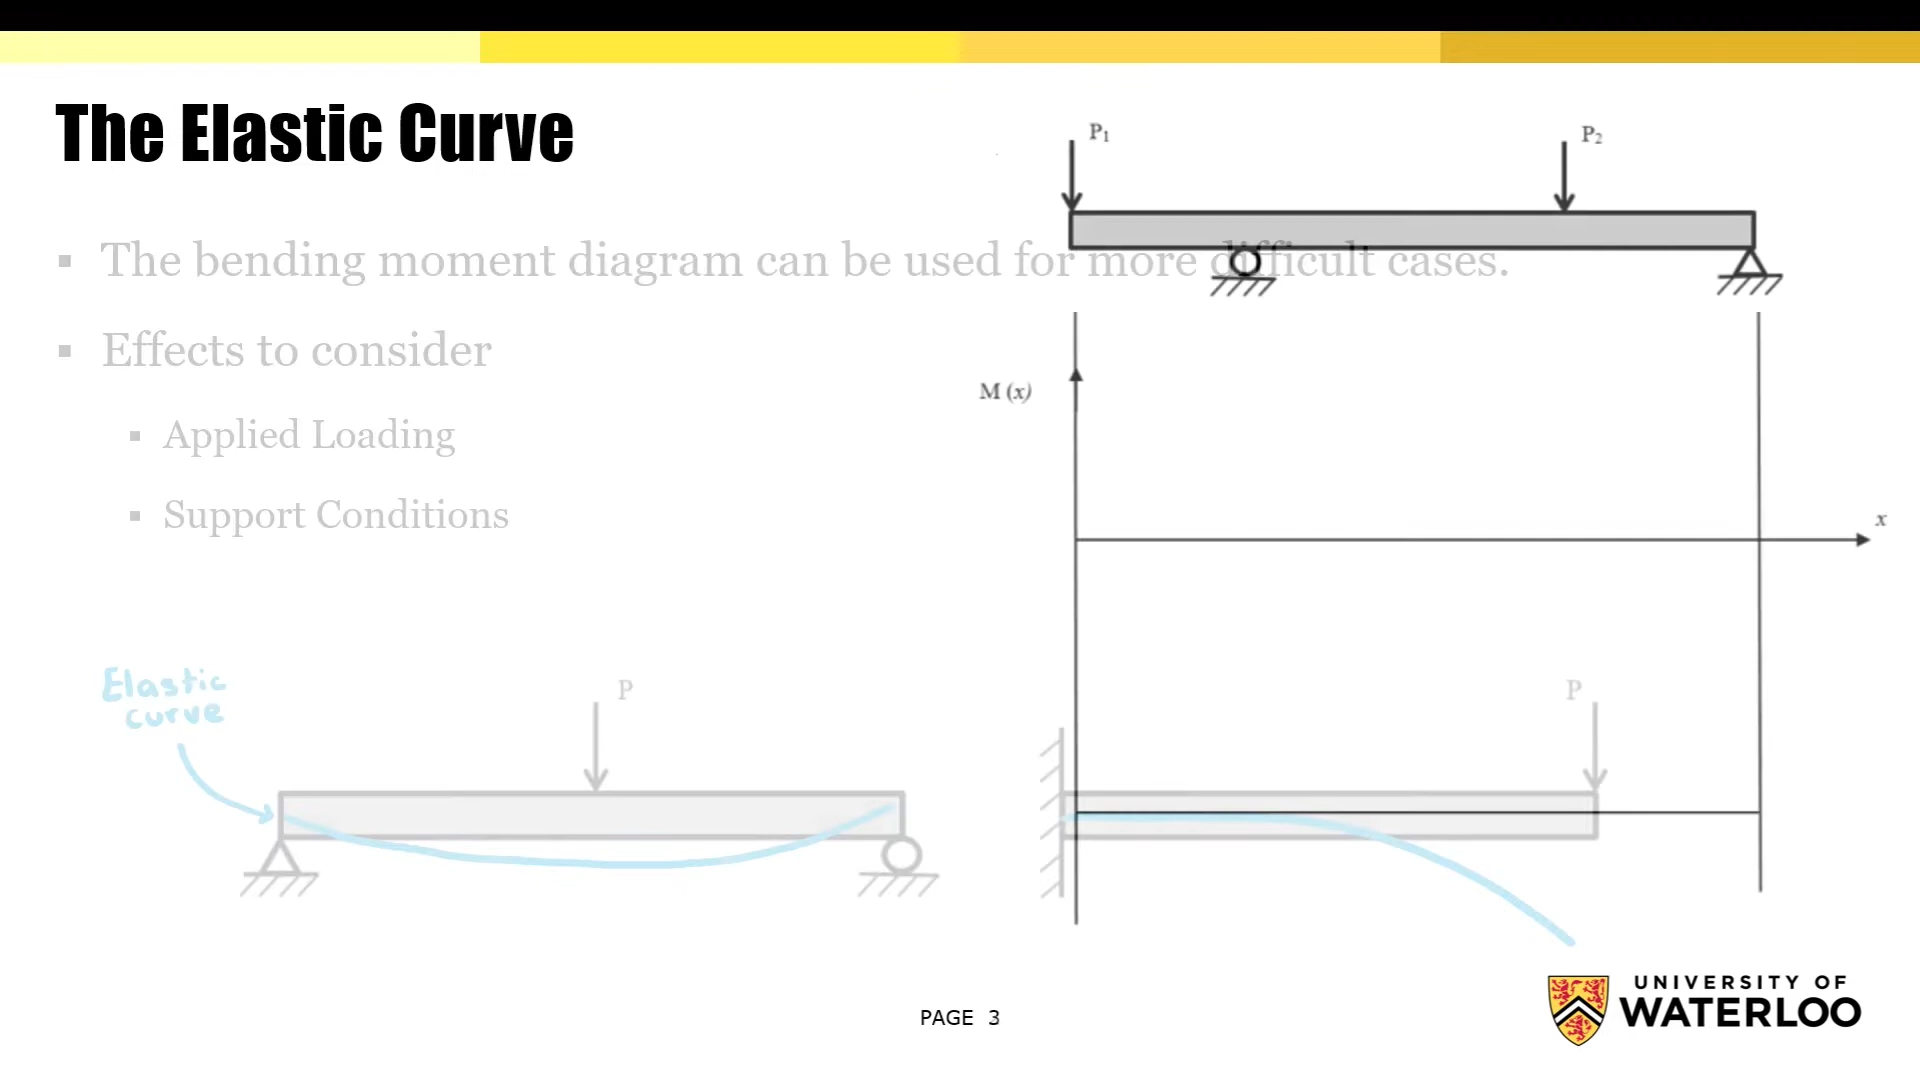 The Elastic Curve
▪ The bending moment diagram can be used for more difficult cases.
▪ Effects to consider
▪ Applied Loading
▪ Support Conditions
P₁
P₂
M (x)
x
Elastic
curve
P
P
PAGE 3
UNIVERSITY OF
WATERLOO